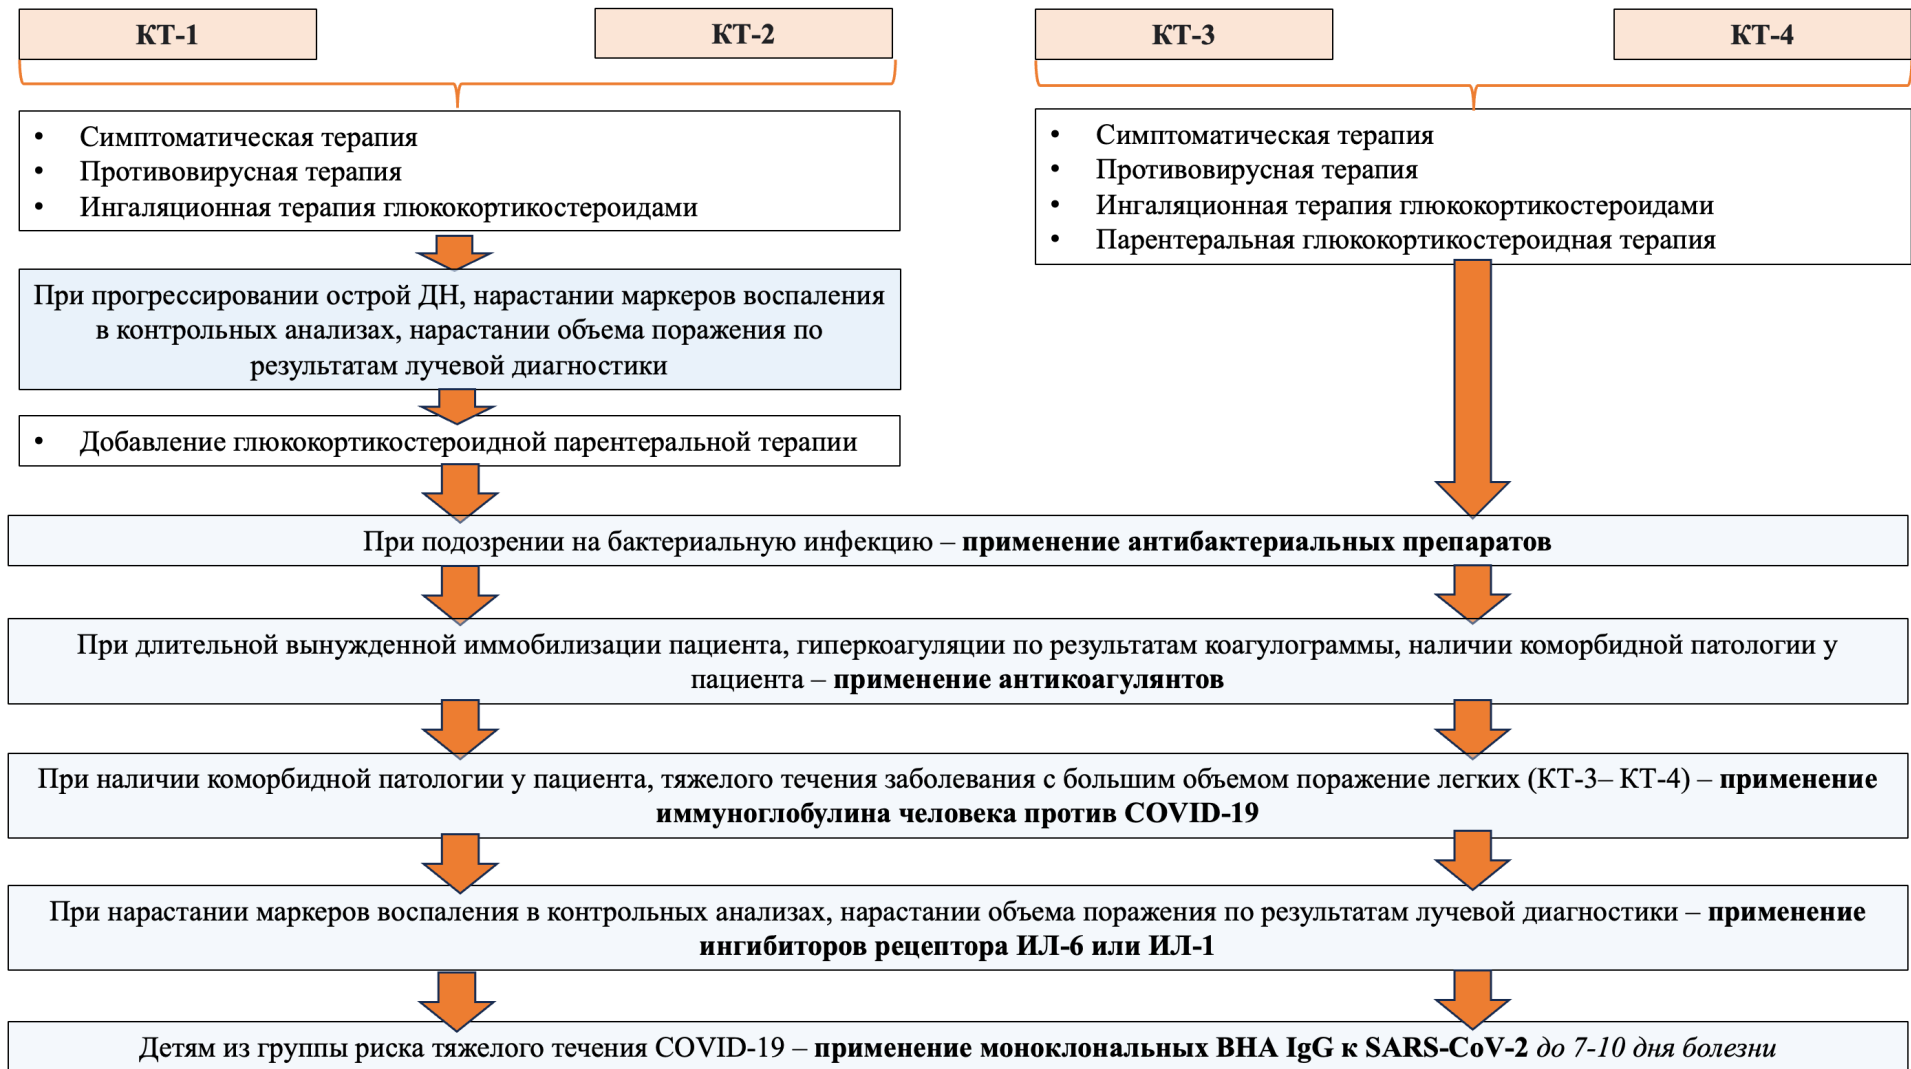 КТ-1
КТ-2
• Симптоматическая терапия
• Противовирусная терапия
• Ингаляционная терапия глюкокортикостероидами
При прогрессировании острой ДН, нарастании маркеров воспаления
в контрольных анализах, нарастании объема поражения по
результатам лучевой диагностики
• Добавление глюкокортикостероидной парентеральной терапии
КТ-3
КТ-4
• Симптоматическая терапия
• Противовирусная терапия
• Ингаляционная терапия глюкокортикостероидами
• Парентеральная глюкокортикостероидная терапия
При подозрении на бактериальную инфекцию – применение антибактериальных препаратов
При длительной вынужденной иммобилизации пациента, гиперкоагуляции по результатам коагулограммы, наличии коморбидной патологии у
пациента – применение антикоагулянтов
При наличии коморбидной патологии у пациента, тяжелого течения заболевания с большим объемом поражение легких (КТ-3– КТ-4) – применение
иммуноглобулина человека против COVID-19
При нарастании маркеров воспаления в контрольных анализах, нарастании объема поражения по результатам лучевой диагностики – применение
ингибиторов рецептора ИЛ-6 или ИЛ-1
Детям из группы риска тяжелого течения COVID-19 – применение моноклональных ВНА IgG к SARS-CoV-2 до 7-10 дня болезни